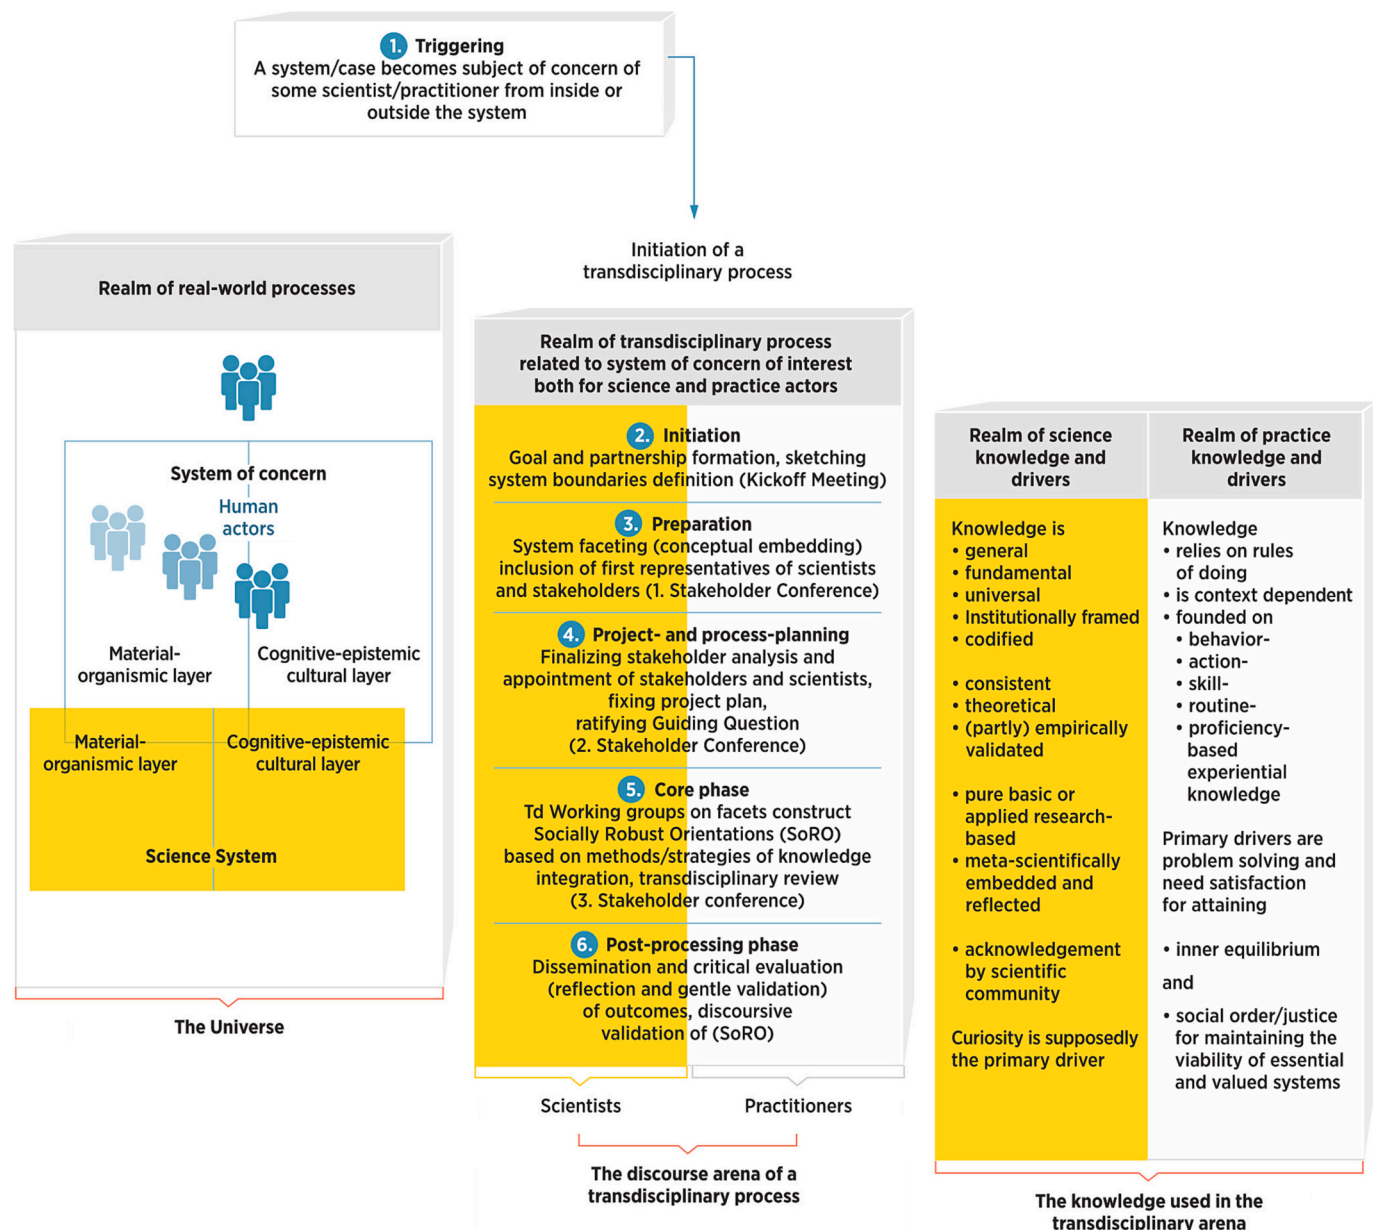 1. Triggering
A system/case becomes subject of concern of
some scientist/practitioner from inside or
outside the system
Initiation of a
transdisciplinary process
Realm of real-world processes
System of concern
Human
actors
Material-
organismic layer
Cognitive-epistemic
cultural layer
Material-
organismic layer
Cognitive-epistemic
cultural layer
Science System
The Universe
Realm of transdisciplinary process
related to system of concern of interest
both for science and practice actors
2. Initiation
Goal and partnership formation, sketching
system boundaries definition (Kickoff Meeting)
3. Preparation
System faceting (conceptual embedding)
inclusion of first representatives of scientists
and stakeholders (1. Stakeholder Conference)
4. Project- and process-planning
Finalizing stakeholder analysis and
appointment of stakeholders and scientists,
fixing project plan,
ratifying Guiding Question
(2. Stakeholder Conference)
5. Core phase
Td Working groups on facets construct
Socially Robust Orientations (SoRO)
based on methods/strategies of knowledge
integration, transdisciplinary review
(3. Stakeholder conference)
6. Post-processing phase
Dissemination and critical evaluation
(reflection and gentle validation)
of outcomes, discoursive
validation of (SoRO)
Scientists
Practitioners
The discourse arena of a
transdisciplinary process
Realm of science
knowledge and
drivers
Knowledge is
• general
• fundamental
• universal
• Institutionally framed
• codified
• consistent
• theoretical
• (partly) empirically
validated
• pure basic or
applied research-
based
• meta-scientifically
embedded and
reflected
• acknowledgement
by scientific
community
Curiosity is supposedly
the primary driver
Realm of practice
knowledge and
drivers
Knowledge
• relies on rules
of doing
• is context dependent
• founded on
• behavior-
• action-
• skill-
• routine-
• proficiency-
based
experiential
knowledge
Primary drivers are
problem solving and
need satisfaction
for attaining
• inner equilibrium
and
• social order/justice
for maintaining the
viability of essential
and valued systems
The knowledge used in the
transdisciplinary arena